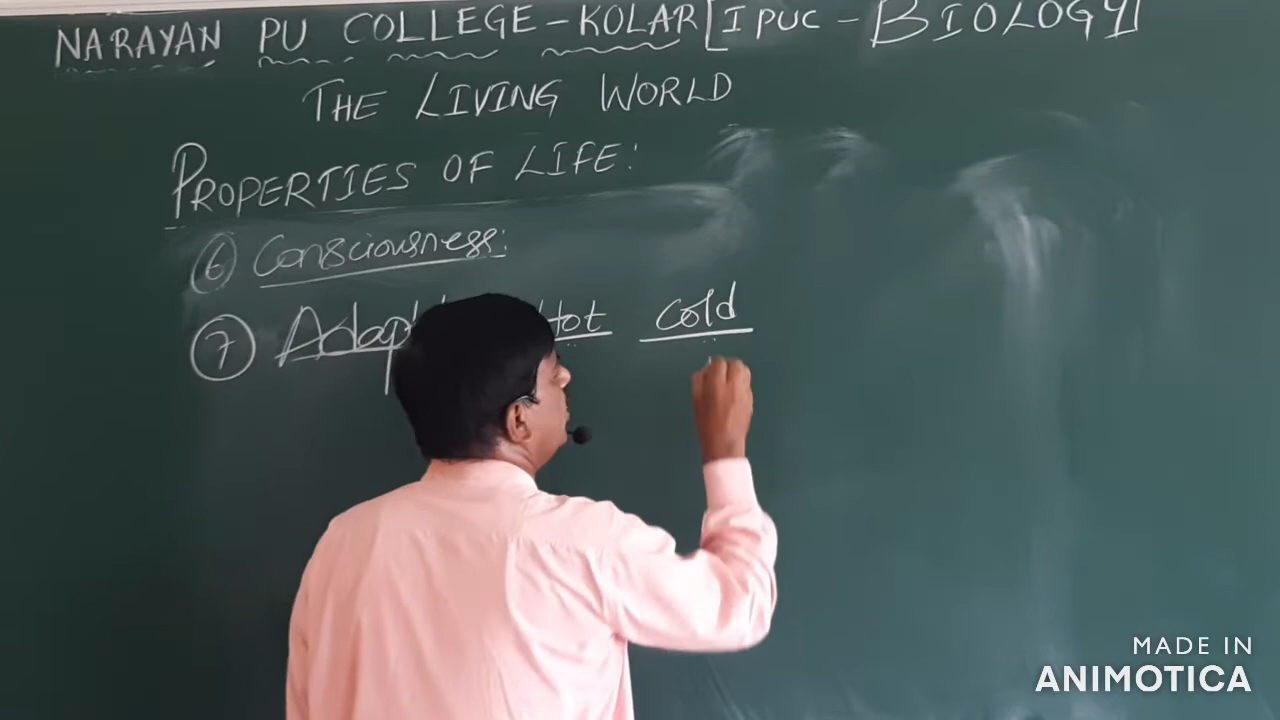 NARAYAN PU COLLEGE - KOLAR [I PUC - BIOLOGY]
THE LIVING WORLD
PROPERTIES OF LIFE:
⑥ Consciousness:
⑦ Hot Cold
MADE IN
ANIMOTICA